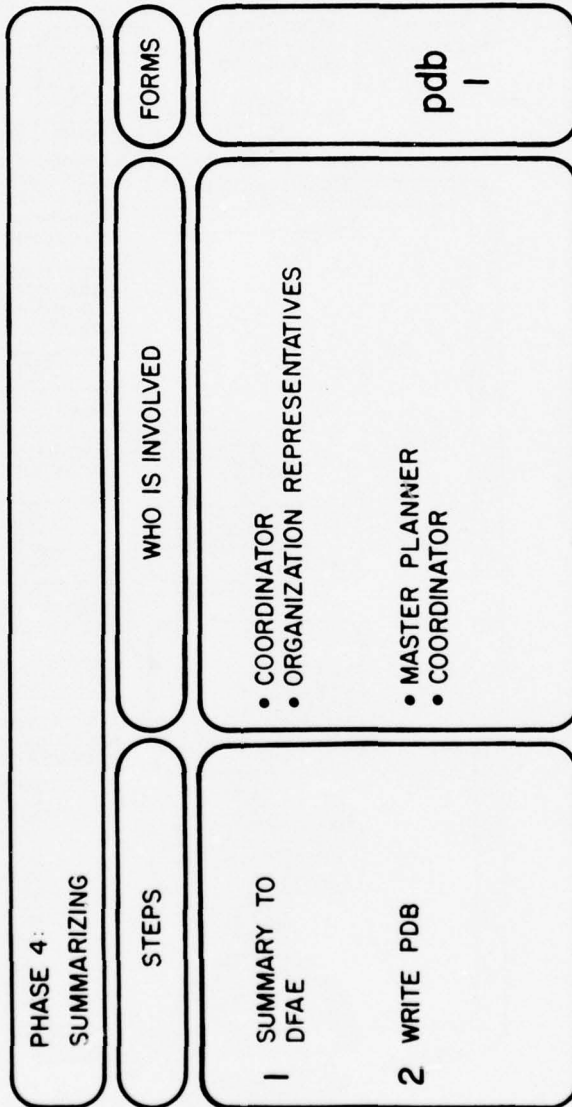 PHASE 4:
SUMMARIZING
STEPS
WHO IS INVOLVED
FORMS
1 SUMMARY TO
DFAE
• COORDINATOR
• ORGANIZATION REPRESENTATIVES
2 WRITE PDB
• MASTER PLANNER
• COORDINATOR
pdb
1